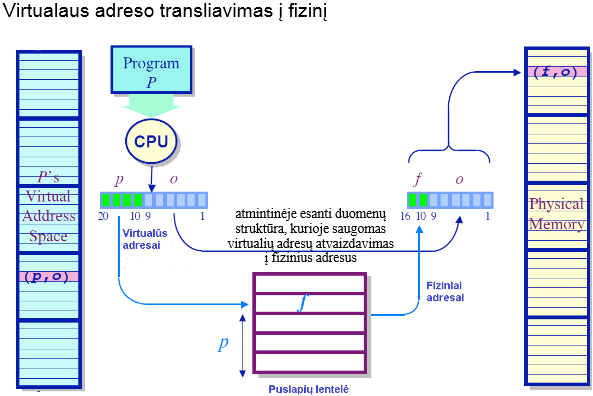 Virtualaus adreso transliavimas į fizinį
Program
P
CPU
(f,o)
p
o
f
o
P's
Virtual
Address
Space
20
10
9
1
16
10
9
1
Physical
Memory
Virtualūs
adresai
atmintinėje esanti duomenų
struktūra, kurioje saugomas
virtualių adresų atvaizdavimas
į fizinius adresus
(p,o)
f
Fiziniai
adresai
p
Puslapių lentelė